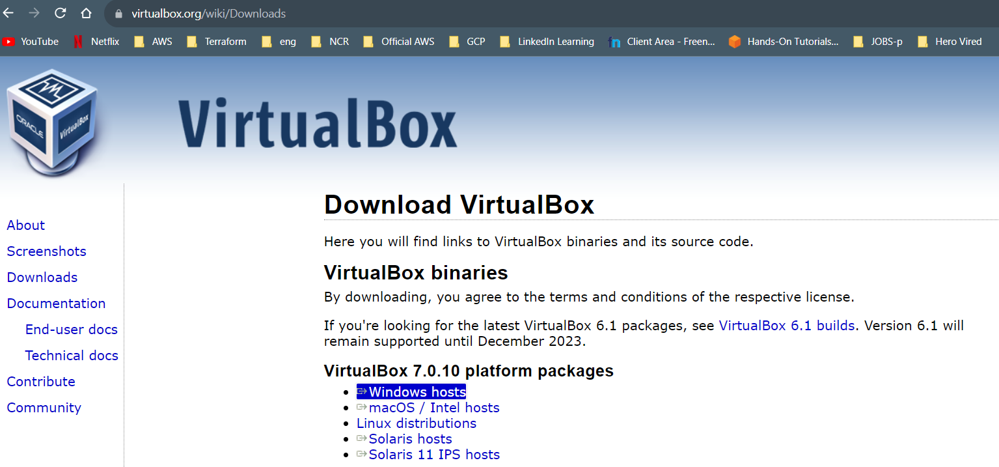 virtualbox.org/wiki/Downloads
YouTube Netflix AWS Terraform eng NCR Official AWS GCP LinkedIn Learning Client Area - Freen... Hands-On Tutorials... JOBS-p Hero Vired
ORACLE VirtualBox
VirtualBox
About
Screenshots
Downloads
Documentation
End-user docs
Technical docs
Contribute
Community
Download VirtualBox
Here you will find links to VirtualBox binaries and its source code.
VirtualBox binaries
By downloading, you agree to the terms and conditions of the respective license.
If you're looking for the latest VirtualBox 6.1 packages, see VirtualBox 6.1 builds. Version 6.1 will
remain supported until December 2023.
VirtualBox 7.0.10 platform packages
Windows hosts
macOS / Intel hosts
Linux distributions
Solaris hosts
Solaris 11 IPS hosts